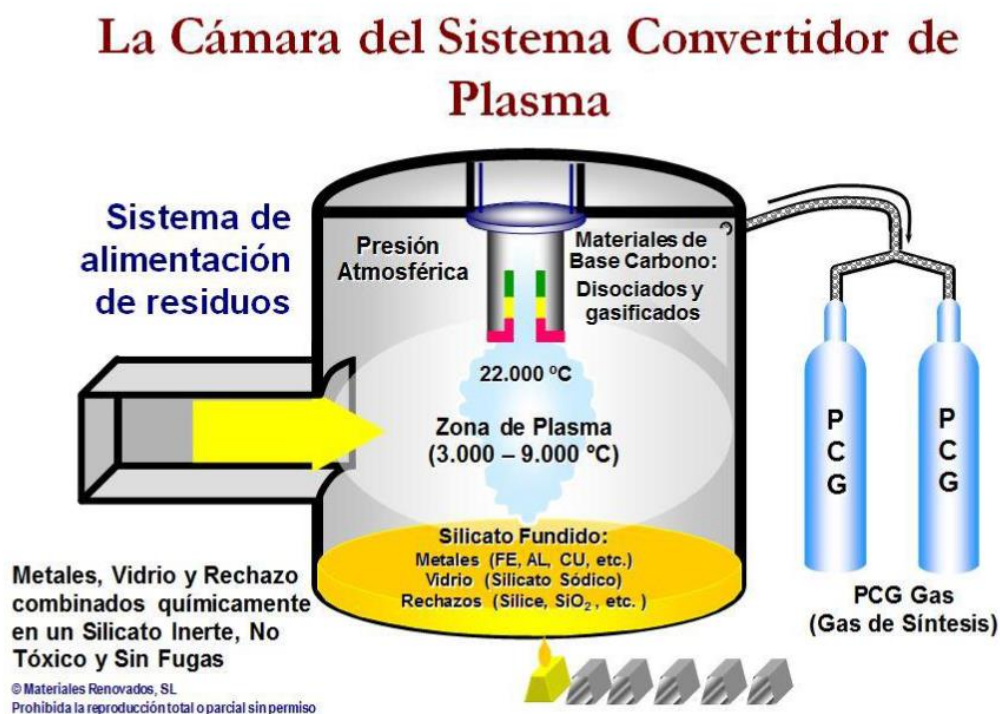 La Cámara del Sistema Convertidor de
Plasma
Sistema de
alimentación
de residuos
Presión
Atmosférica
Materiales de
Base Carbono:
Disociados y
gasificados
22.000 ºC
Zona de Plasma
(3.000 – 9.000 ºC)
P
C
G
P
C
G
Silicato Fundido:
Metales (FE, AL, CU, etc.)
Vidrio (Silicato Sódico)
Rechazos (Silice, SiO₂, etc. )
PCG Gas
(Gas de Síntesis)
Metales, Vidrio y Rechazo
combinados químicamente
en un Silicato Inerte, No
Tóxico y Sin Fugas
© Materiales Renovados, SL
Prohibida la reproducción total o parcial sin permiso